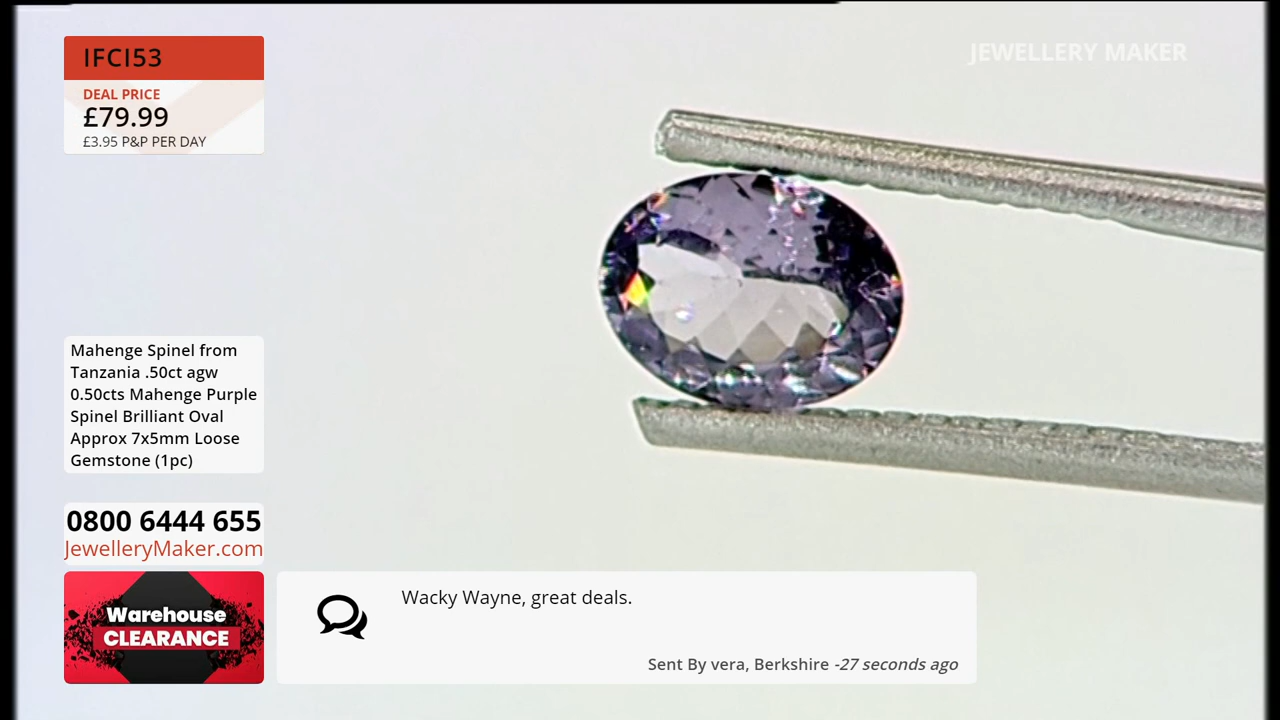 IFCI53
DEAL PRICE
£79.99
£3.95 P&P PER DAY
JEWELLERY MAKER
Mahenge Spinel from
Tanzania .50ct agw
0.50cts Mahenge Purple
Spinel Brilliant Oval
Approx 7x5mm Loose
Gemstone (1pc)
0800 6444 655
JewelleryMaker.com
Warehouse
CLEARANCE
Wacky Wayne, great deals.
Sent By vera, Berkshire -27 seconds ago